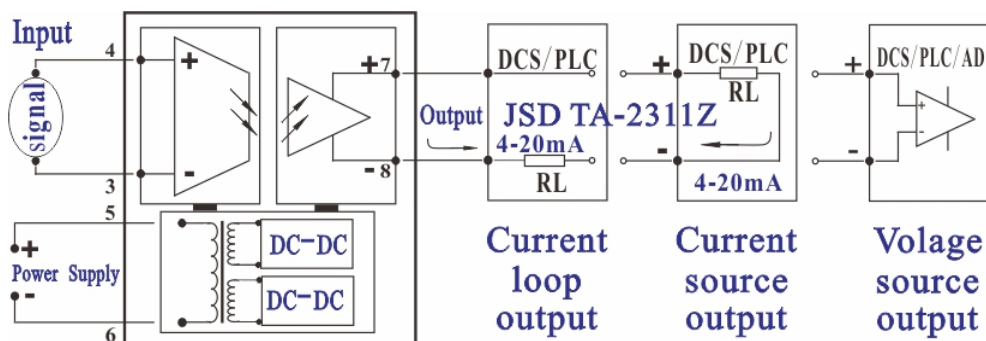 Input
4
+
signal
-
3
5
+
Power Supply
-
6
DC-DC
DC-DC
+7
-8
Output
DCS/PLC
JSD TA-2311Z
4-20mA
RL
Current
loop
output
+
DCS/PLC
RL
-
4-20mA
Current
source
output
+
DCS/PLC/AD
+
-
-
Volage
source
output